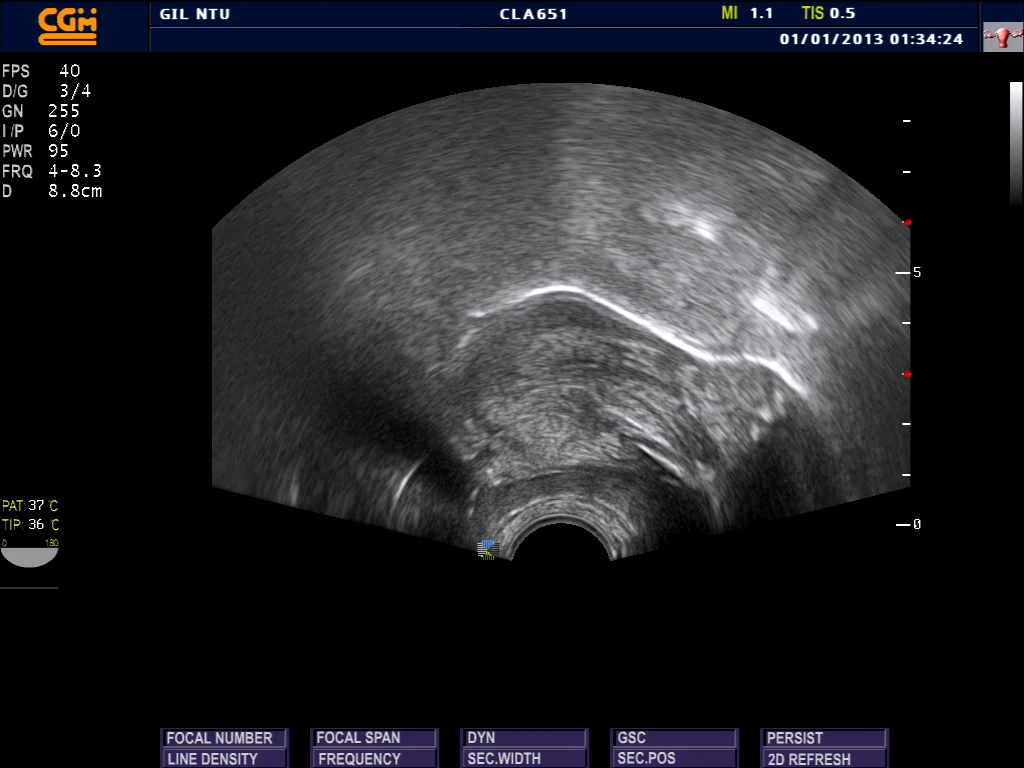 CGM
GIL NTU CLA651 MI 1.1 TIS 0.5
01/01/2013 01:34:24
FPS 40
D/G 3/4
GN 255
I/P 6/0
PWR 95
FRQ 4-8.3
D 8.8cm
5
PAT: 37 °C
TIP: 36 °C
0 180
0
FOCAL NUMBER FOCAL SPAN DYN GSC PERSIST
LINE DENSITY FREQUENCY SEC.WIDTH SEC.POS 2D REFRESH